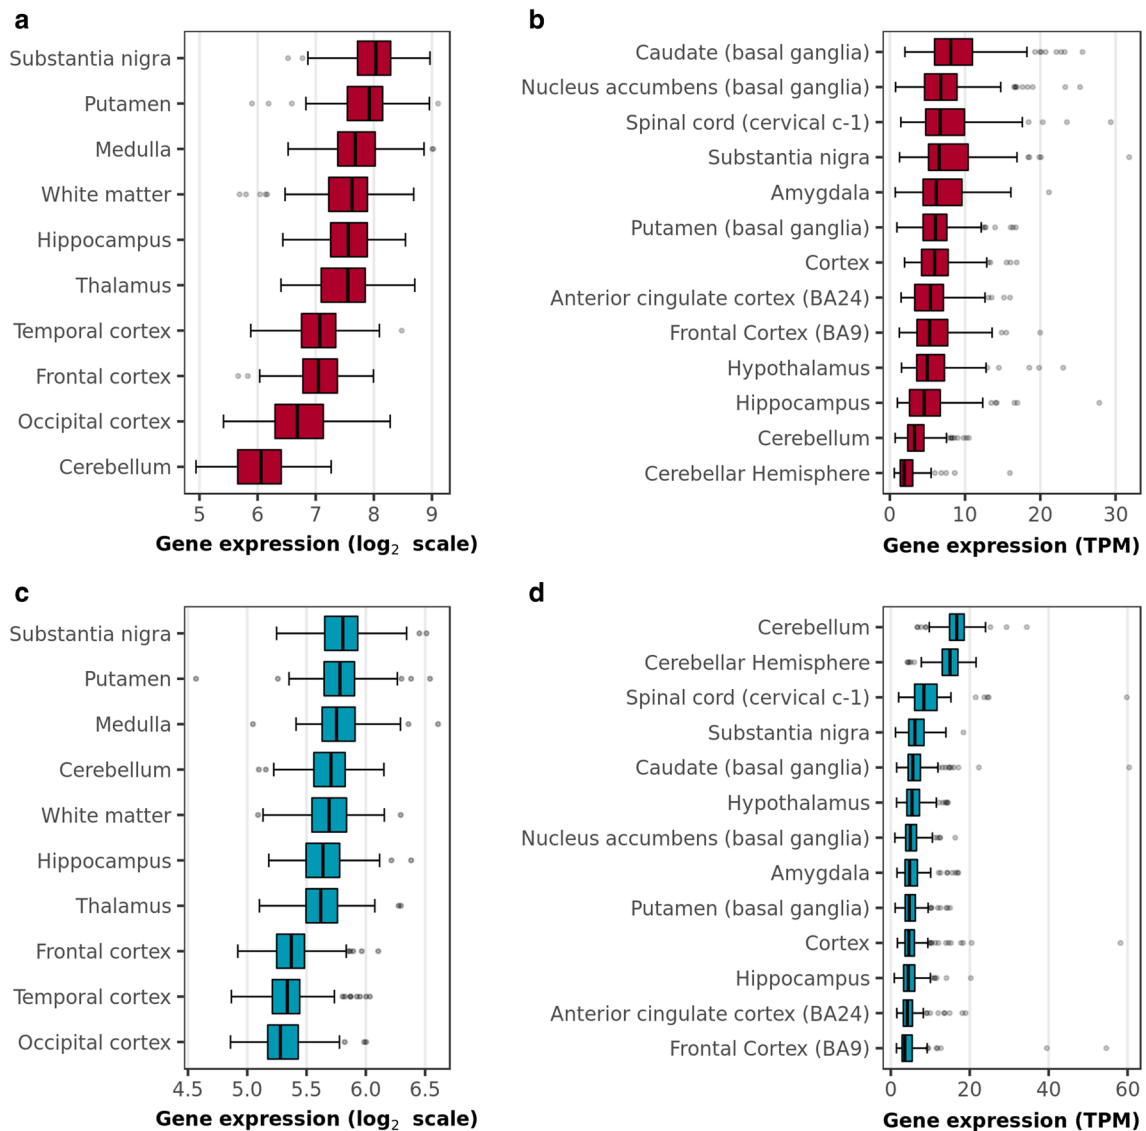 a
Substantia nigra
Putamen
Medulla
White matter
Hippocampus
Thalamus
Temporal cortex
Frontal cortex
Occipital cortex
Cerebellum
5 6 7 8 9
Gene expression (log₂ scale)
b
Caudate (basal ganglia)
Nucleus accumbens (basal ganglia)
Spinal cord (cervical c-1)
Substantia nigra
Amygdala
Putamen (basal ganglia)
Cortex
Anterior cingulate cortex (BA24)
Frontal Cortex (BA9)
Hypothalamus
Hippocampus
Cerebellum
Cerebellar Hemisphere
0 10 20 30
Gene expression (TPM)
c
Substantia nigra
Putamen
Medulla
Cerebellum
White matter
Hippocampus
Thalamus
Frontal cortex
Temporal cortex
Occipital cortex
4.5 5.0 5.5 6.0 6.5
Gene expression (log₂ scale)
d
Cerebellum
Cerebellar Hemisphere
Spinal cord (cervical c-1)
Substantia nigra
Caudate (basal ganglia)
Hypothalamus
Nucleus accumbens (basal ganglia)
Amygdala
Putamen (basal ganglia)
Cortex
Hippocampus
Anterior cingulate cortex (BA24)
Frontal Cortex (BA9)
0 20 40 60
Gene expression (TPM)